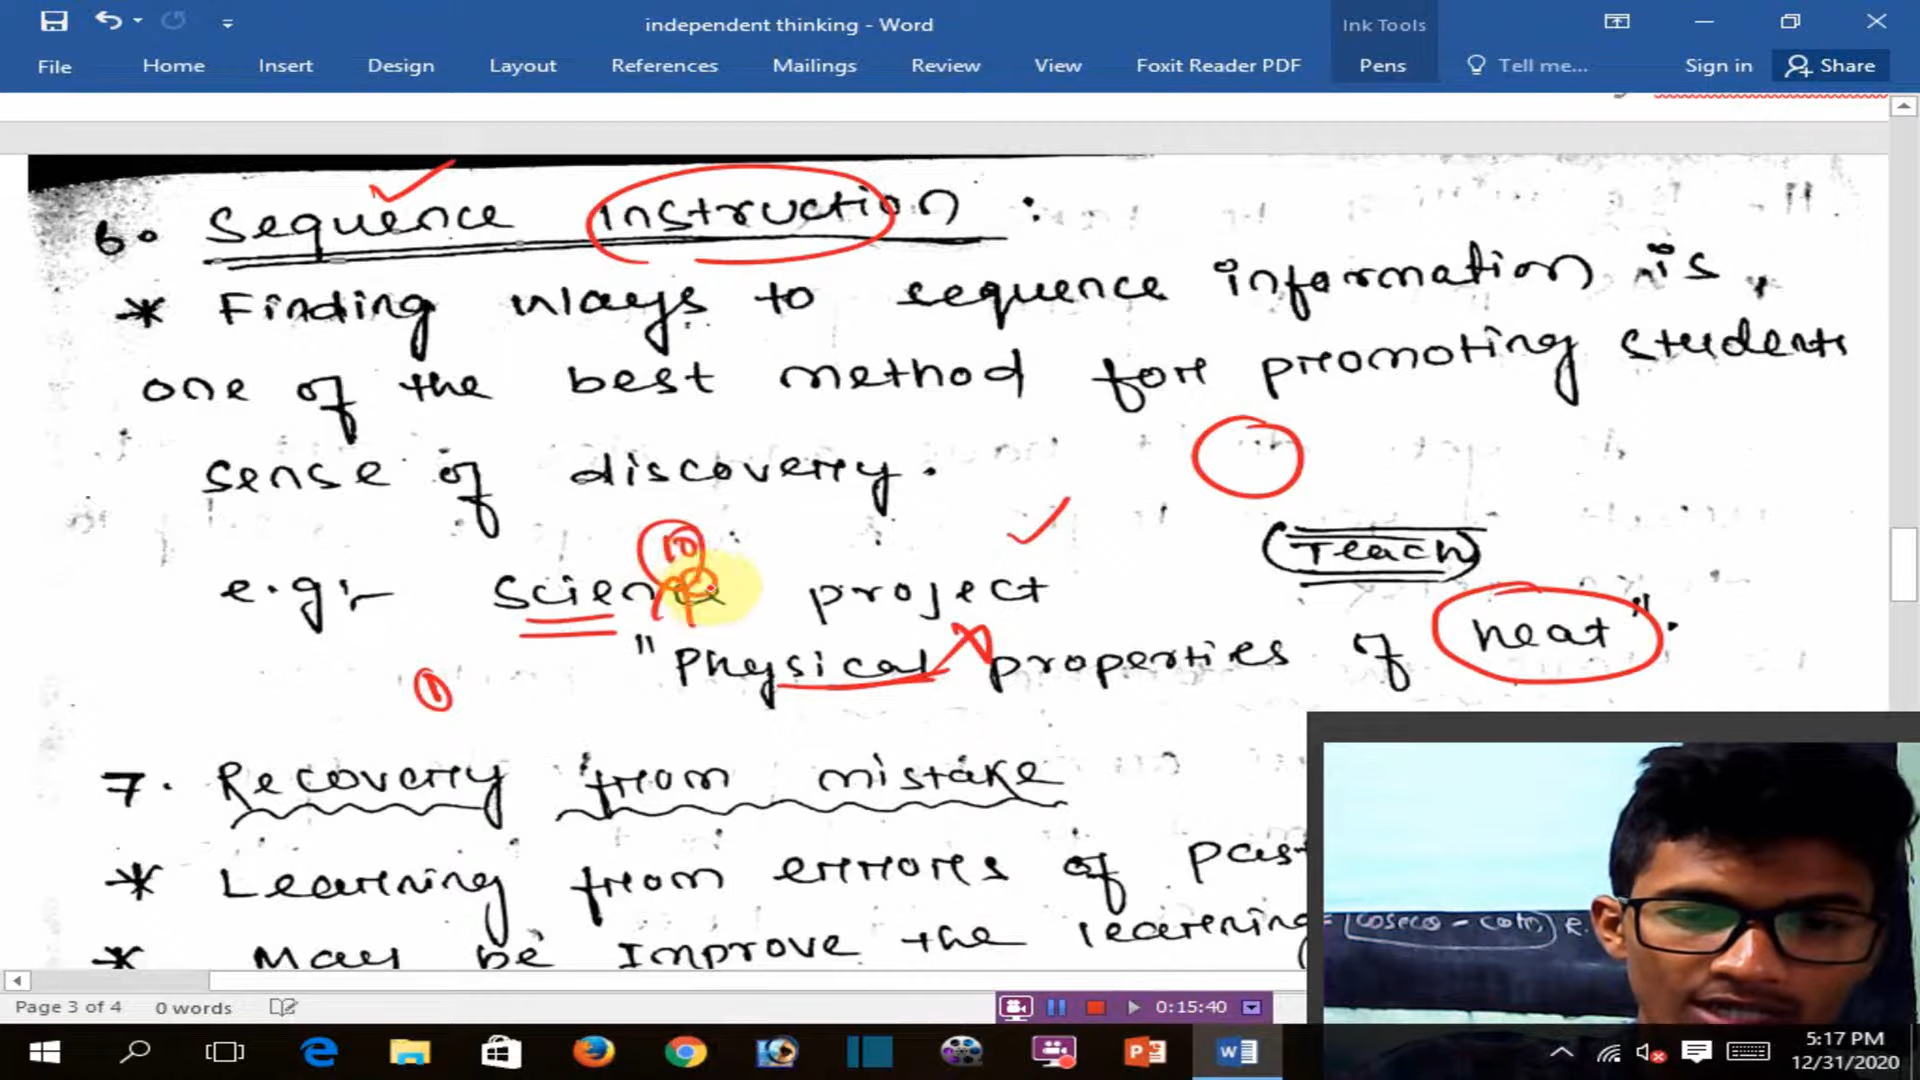 independent thinking - Word
Ink Tools
File Home Insert Design Layout References Mailings Review View Foxit Reader PDF Pens Tell me... Sign in Share
6. Sequence Instruction :
* Finding ways to sequence information is
one of the best method for promoting students
sense of discovery.
10
e.g:- Science project
(Teach)
"Physical properties of heat".
1
7. Recovery from mistake
* Learning from errors of past
* May be improve the learning
= cosecθ - cotθ
Page 3 of 4 0 words
0:15:40
5:17 PM
12/31/2020